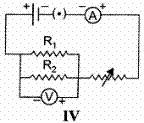 + - (•) - A +
R₁
R₂
- V +
IV